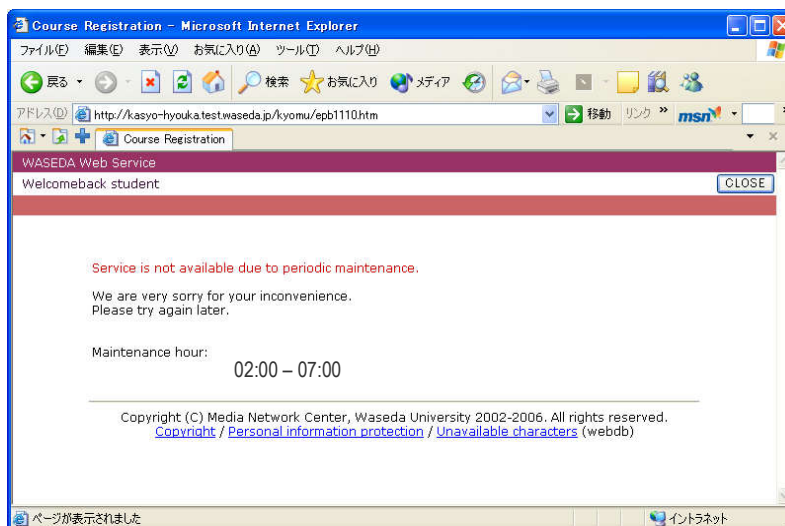 Course Registration - Microsoft Internet Explorer
ファイル(F) 編集(E) 表示(V) お気に入り(A) ツール(T) ヘルプ(H)
戻る 検索 お気に入り メディア
アドレス(D) http://kasyo-hyouka.test.waseda.jp/kyomu/epb1110.htm 移動 リンク » msn
Course Registration
WASEDA Web Service
Welcomeback student CLOSE
Service is not available due to periodic maintenance.
We are very sorry for your inconvenience.
Please try again later.
Maintenance hour:
02:00 – 07:00
Copyright (C) Media Network Center, Waseda University 2002-2006. All rights reserved.
Copyright / Personal information protection / Unavailable characters (webdb)
ページが表示されました イントラネット